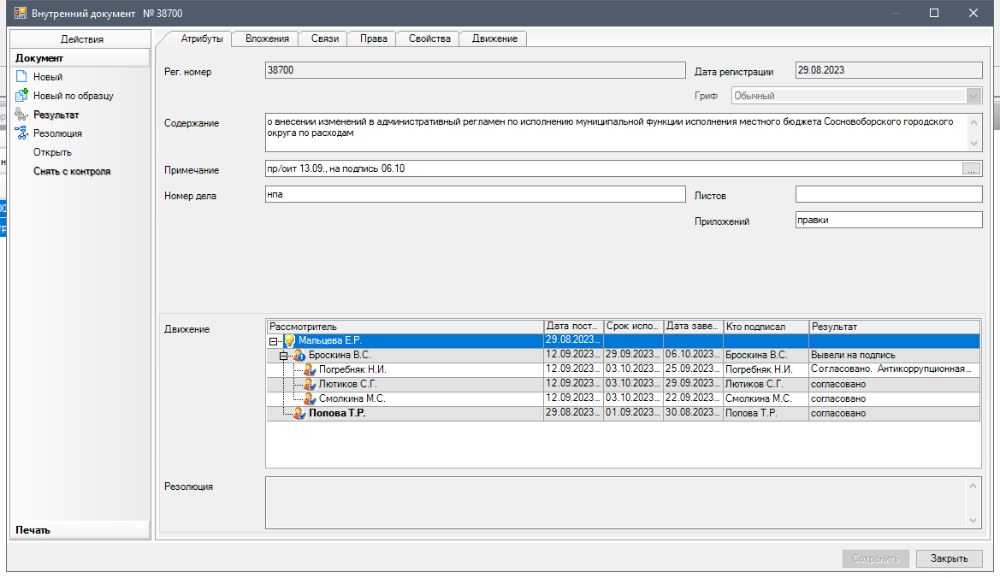 Внутренний документ № 38700
Действия
Документ
Новый
Новый по образцу
Результат
Резолюция
Открыть
Снять с контроля
Печать
Атрибуты Вложения Связи Права Свойства Движение
Рег. номер 38700 Дата регистрации 29.08.2023
Гриф Обычный
Содержание о внесении изменений в административный регламен по исполнению муниципальной функции исполнения местного бюджета Сосновоборского городского
округа по расходам
Примечание пр/оит 13.09., на подпись 06.10 ...
Номер дела нпа Листов
Приложений правки
Движение
Рассмотритель Дата пост... Срок испо... Дата заве... Кто подписал Результат
Мальцева Е.Р. 29.08.2023...
Броскина В.С. 12.09.2023... 29.09.2023... 06.10.2023... Броскина В.С. Вывели на подпись
Погребняк Н.И. 12.09.2023... 03.10.2023... 25.09.2023... Погребняк Н.И. Согласовано. Антикоррупционная...
Лютиков С.Г. 12.09.2023... 03.10.2023... 29.09.2023... Лютиков С.Г. согласовано
Смолкина М.С. 12.09.2023... 03.10.2023... 22.09.2023... Смолкина М.С. согласовано
Попова Т.Р. 29.08.2023... 01.09.2023... 30.08.2023... Попова Т.Р. согласовано
Резолюция
Сохранить Закрыть